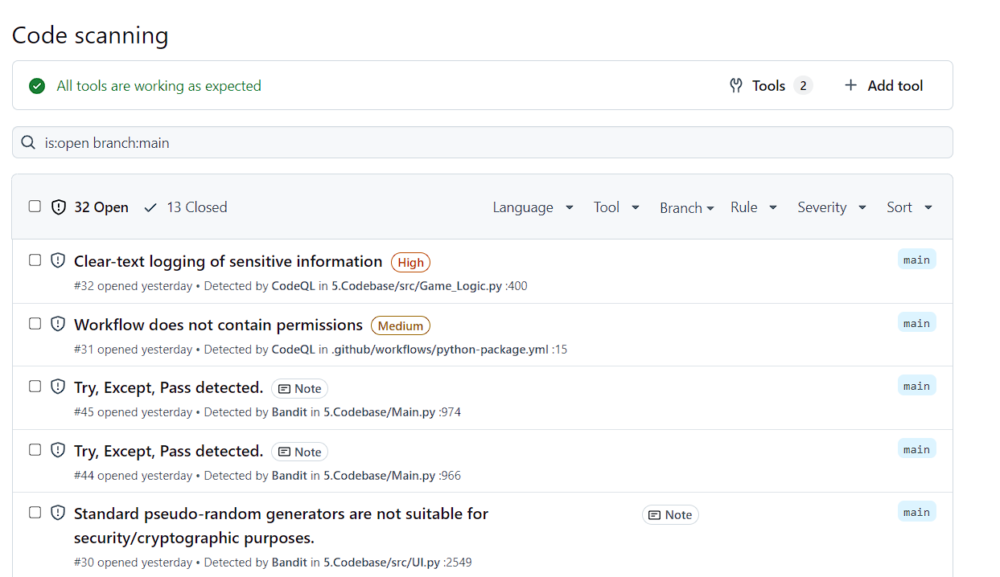 Code scanning
All tools are working as expected
Tools 2
Add tool
is:open branch:main
32 Open 13 Closed Language Tool Branch Rule Severity Sort
Clear-text logging of sensitive information High main
#32 opened yesterday • Detected by CodeQL in 5.Codebase/src/Game_Logic.py :400
Workflow does not contain permissions Medium main
#31 opened yesterday • Detected by CodeQL in .github/workflows/python-package.yml :15
Try, Except, Pass detected. Note main
#45 opened yesterday • Detected by Bandit in 5.Codebase/Main.py :974
Try, Except, Pass detected. Note main
#44 opened yesterday • Detected by Bandit in 5.Codebase/Main.py :966
Standard pseudo-random generators are not suitable for Note main
security/cryptographic purposes.
#30 opened yesterday • Detected by Bandit in 5.Codebase/src/UI.py :2549